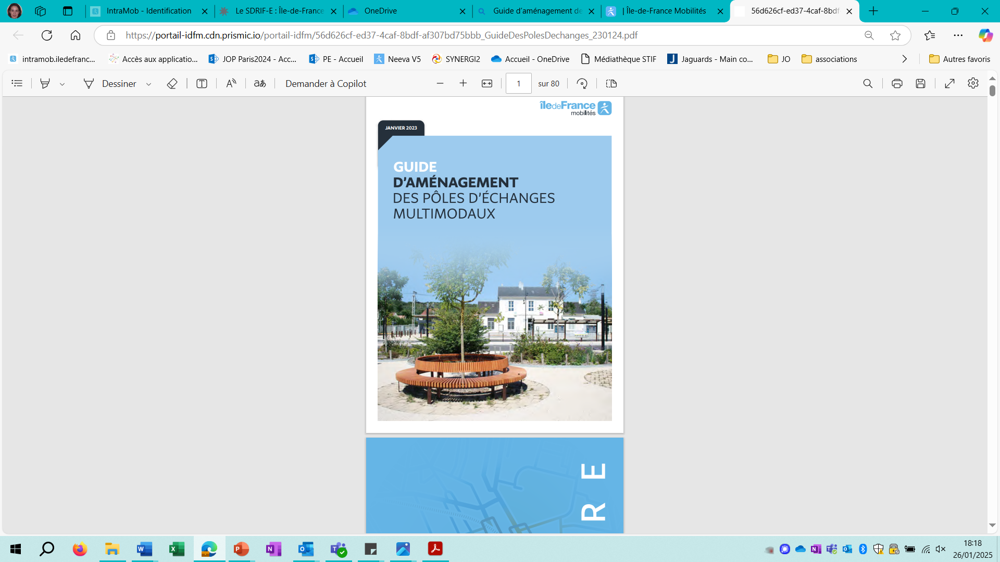 IntraMob - Identification
Le SDRIF-E : Île-de-France
OneDrive
Guide d'aménagement de
| Île-de-France Mobilités
56d626cf-ed37-4caf-8bdf
https://portail-idfm.cdn.prismic.io/portail-idfm/56d626cf-ed37-4caf-8bdf-af307bd75bbb_GuideDesPolesDechanges_230124.pdf
intramob.iledefranc...
Accès aux applicatio...
JOP Paris2024 - Acc...
PE - Accueil
Neeva V5
SYNERGI2
Accueil - OneDrive
Médiathèque STIF
Jaguards - Main co...
JO
associations
Autres favoris
Dessiner
Demander à Copilot
1
sur 80
îledeFrance
mobilités
JANVIER 2023
GUIDE
D'AMÉNAGEMENT
DES PÔLES D'ÉCHANGES
MULTIMODAUX
R E
18:18
26/01/2025